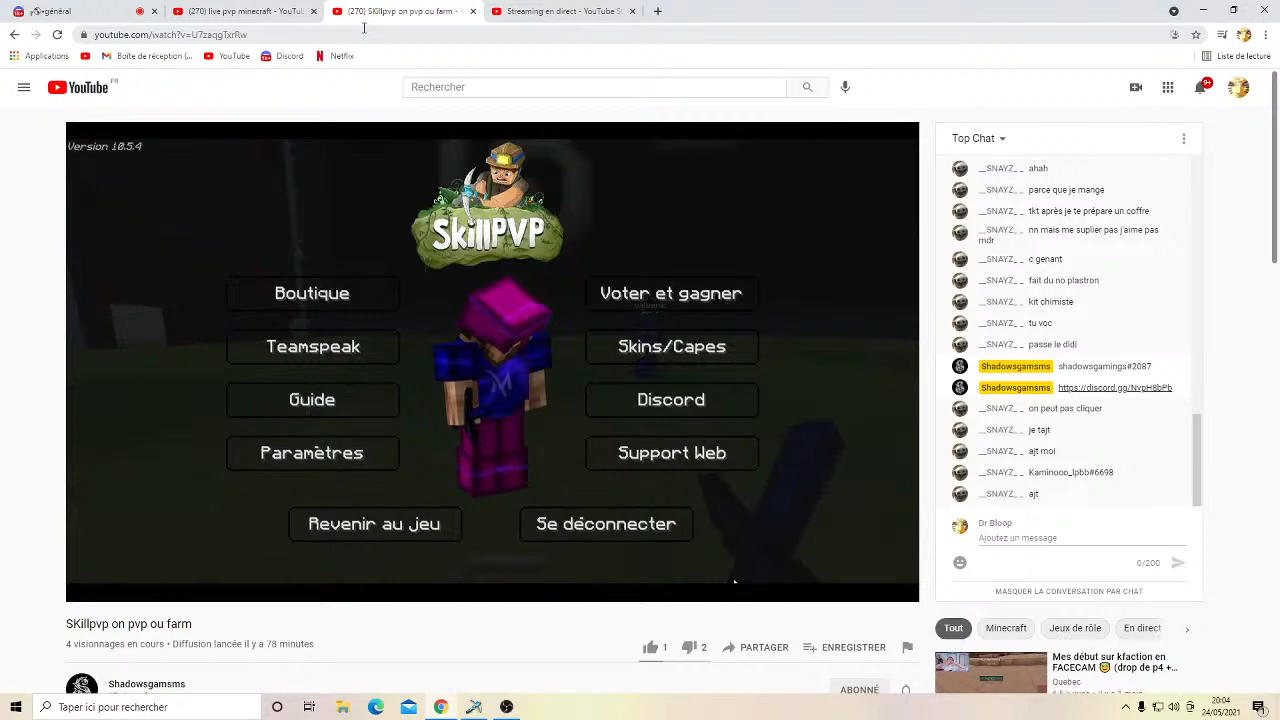 #🌎général
(270) live pvp minecraft - YouTub
(270) SKillpvp on pvp ou farm -
Streaming en direct - YouTube S
youtube.com/watch?v=U7zaqgTxrRw
Applications
Boîte de réception (
YouTube
Discord
Netflix
Liste de lecture
YouTube FR
Rechercher
9+
Version 10.5.4
SkillPVP
Boutique
Voter et gagner
Teamspeak
Skins/Capes
Guide
Discord
Paramètres
Support Web
Revenir au jeu
Se déconnecter
Top Chat
__SNAYZ_ _ ahah
__SNAYZ_ _ parce que je mange
__SNAYZ_ _ tkt après je te prépare un coffre
__SNAYZ_ _ nn mais me suplier pas j'aime pas
mdr
__SNAYZ_ _ c genant
__SNAYZ_ _ fait du no plastron
__SNAYZ_ _ kit chimiste
__SNAYZ_ _ tu voc
__SNAYZ_ _ passe le didi
Shadowsgamsms shadowsgamings#2087
Shadowsgamsms https://discord.gg/NvpH8bPb
__SNAYZ_ _ on peut pas cliquer
__SNAYZ_ _ je tajt
__SNAYZ_ _ ajt moi
__SNAYZ_ _ Kaminooo_lpbb#6698
__SNAYZ_ _ ajt
Dr Bloop
Ajoutez un message
0/200
MASQUER LA CONVERSATION PAR CHAT
SKillpvp on pvp ou farm
4 visionnages en cours • Diffusion lancée il y a 78 minutes
1
2
PARTAGER
ENREGISTRER
Shadowsgamsms
ABONNÉ
Tout
Minecraft
Jeux de rôle
En direct
Mes début sur kfaction en
FACECAM 😇 (drop de p4 +...
Quebec
Taper ici pour rechercher
20:04
24/05/2021